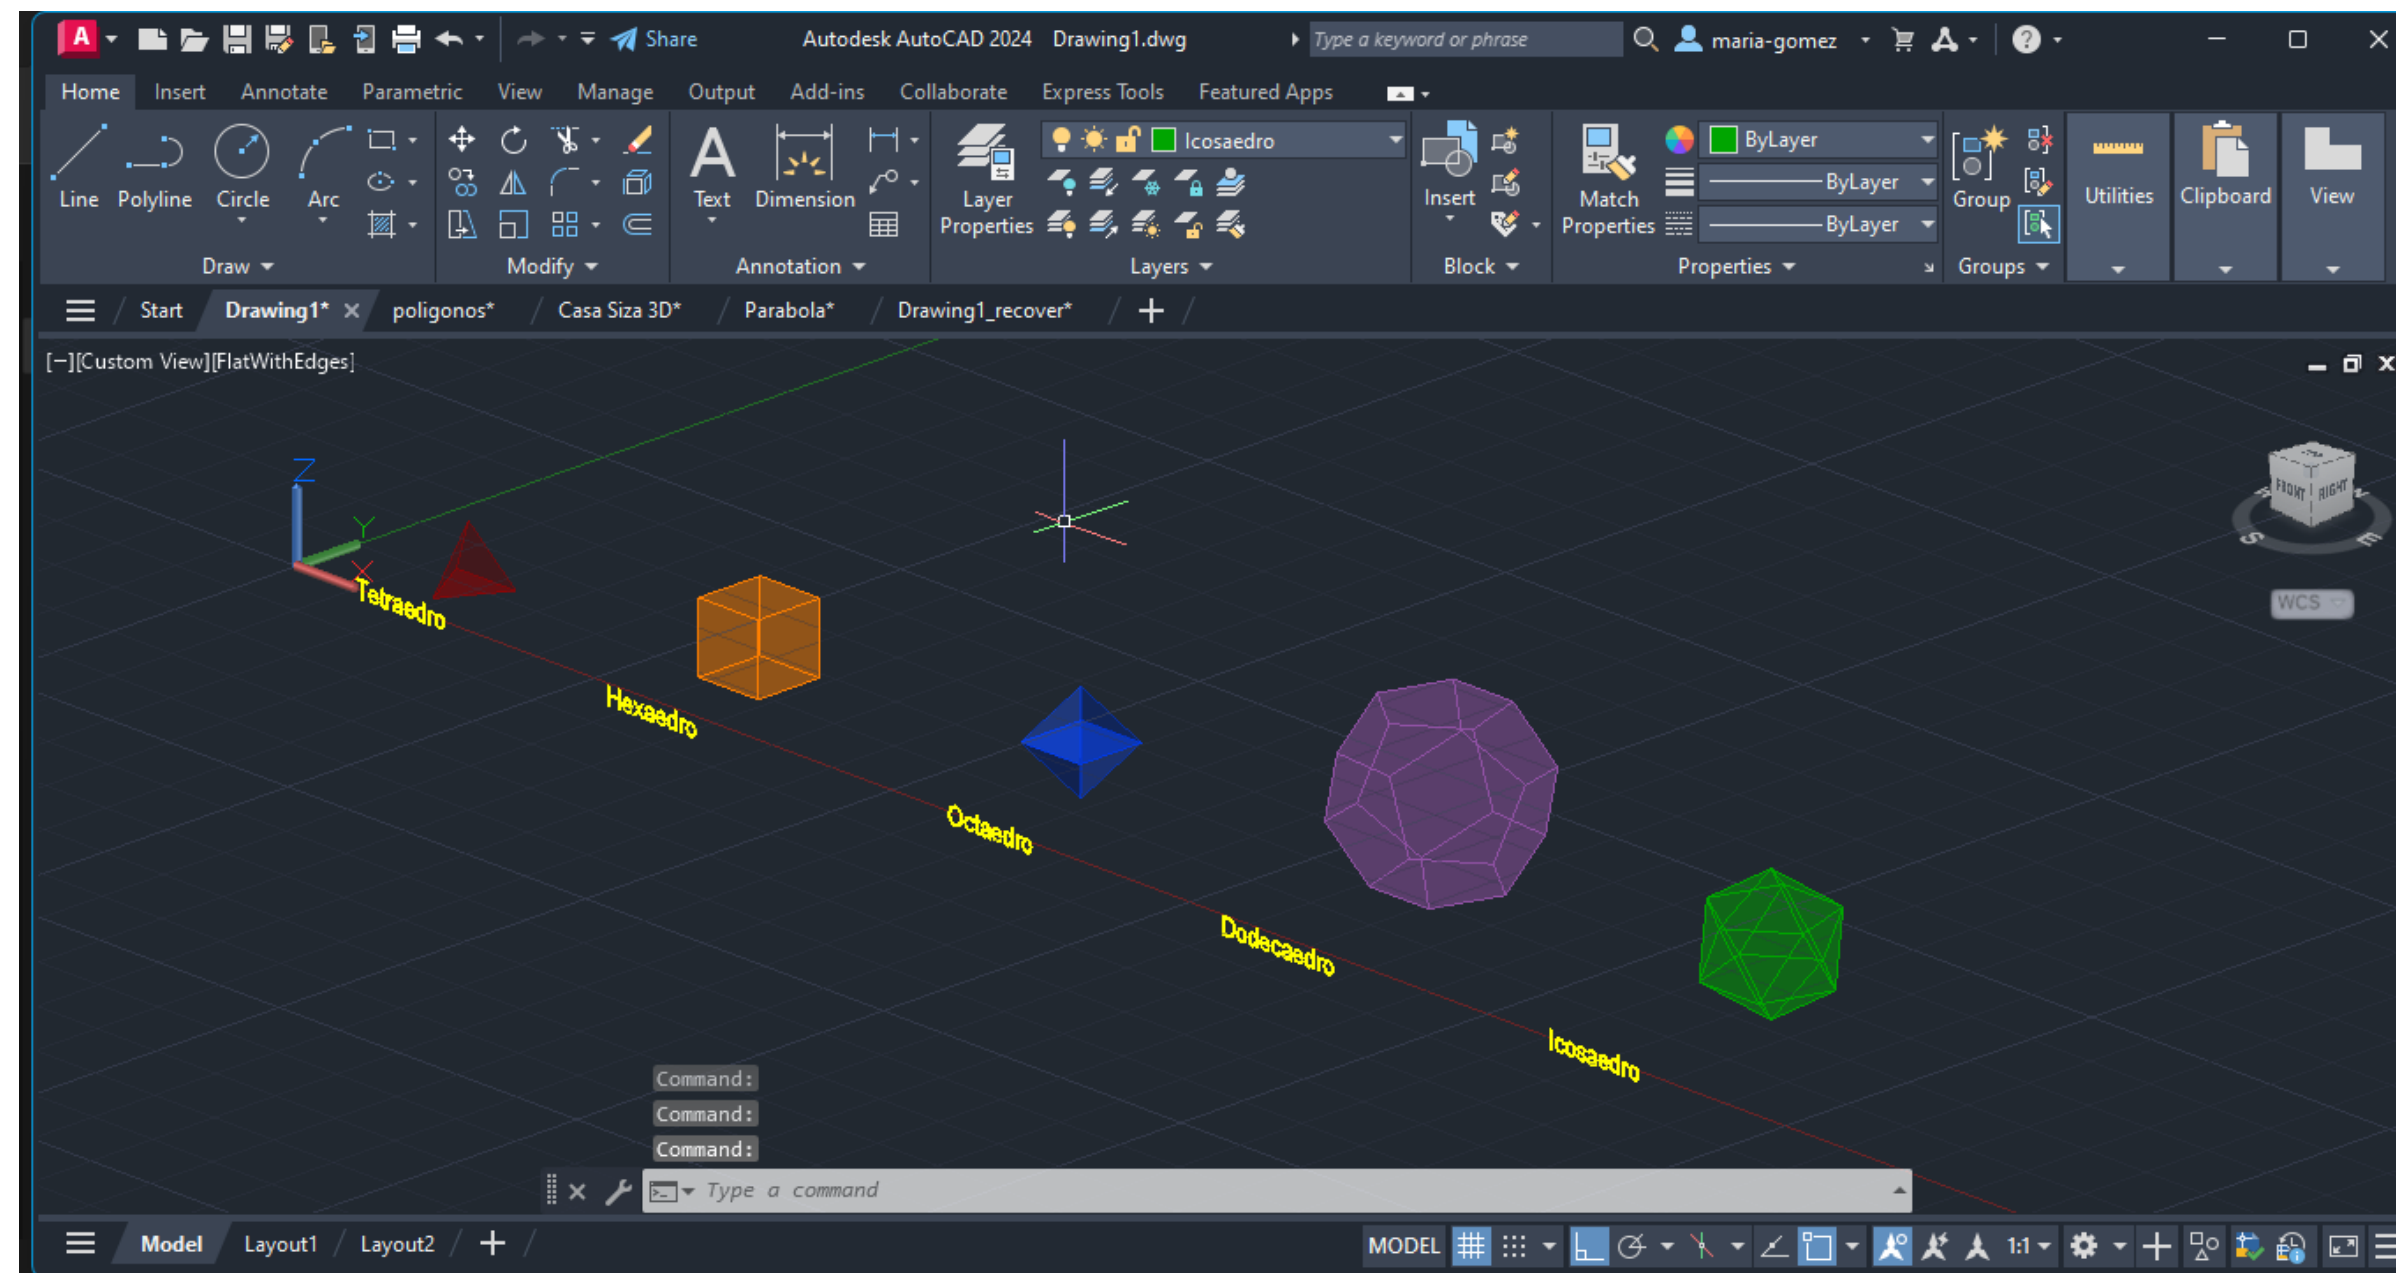 A Share Autodesk AutoCAD 2024 Drawing1.dwg Type a keyword or phrase maria-gomez
Home Insert Annotate Parametric View Manage Output Add-ins Collaborate Express Tools Featured Apps
Icosaedro
ByLayer
ByLayer
ByLayer
Line Polyline Circle Arc
A
Text Dimension
Layer
Properties
Insert
Match
Properties
Group
Utilities
Clipboard
View
Draw Modify Annotation Layers Block Properties Groups
Start Drawing1* poligonos* Casa Siza 3D* Parabola* Drawing1_recover*
[−][Custom View][FlatWithEdges]
Z
Y
X
FRONT RIGHT
S E
WCS
Tetraedro
Hexaedro
Octaedro
Dodecaedro
Icosaedro
Command:
Command:
Command:
Type a command
Model Layout1 Layout2 MODEL 1:1